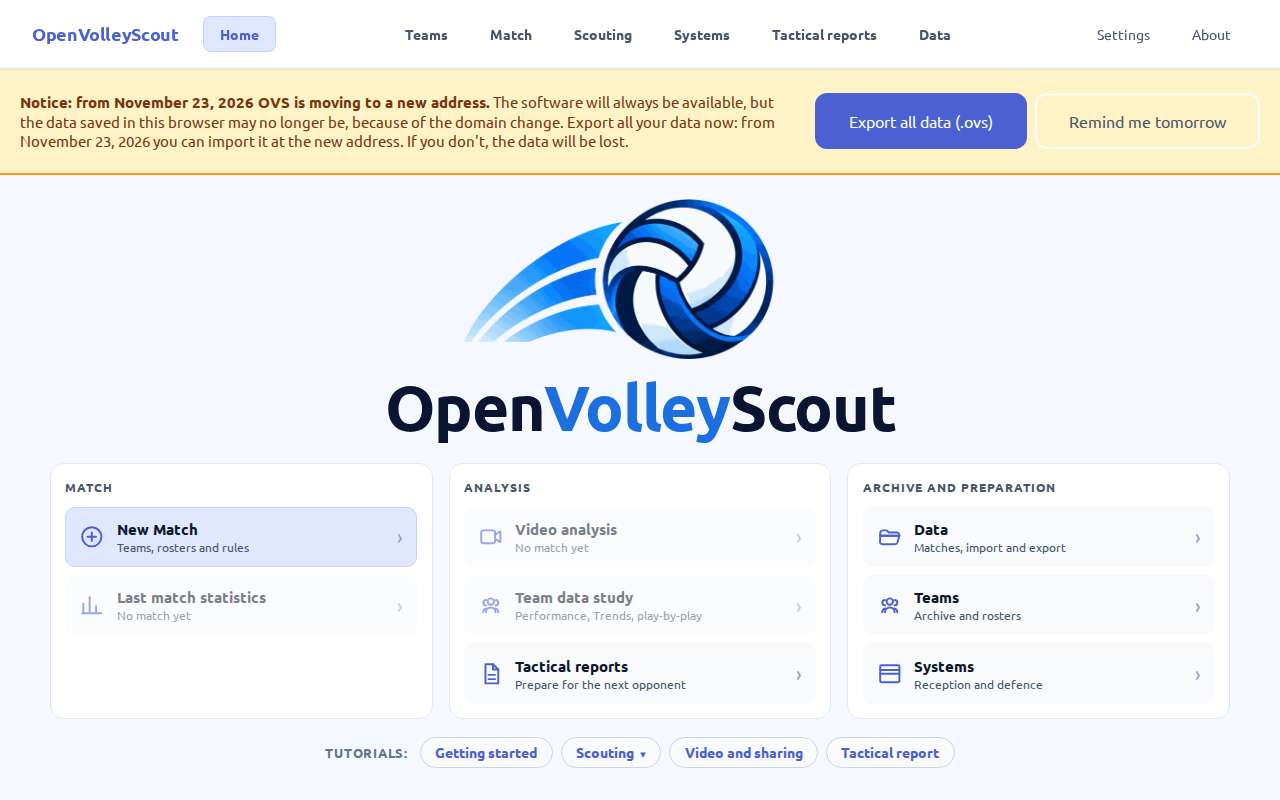 OpenVolleyScout
Home
Teams
Match
Scouting
Systems
Tactical reports
Data
Settings
About
Notice: from November 23, 2026 OVS is moving to a new address. The software will always be available, but
the data saved in this browser may no longer be, because of the domain change. Export all your data now: from
November 23, 2026 you can import it at the new address. If you don't, the data will be lost.
Export all data (.ovs)
Remind me tomorrow
OpenVolleyScout
MATCH
New Match
Teams, rosters and rules
Last match statistics
No match yet
ANALYSIS
Video analysis
No match yet
Team data study
Performance, Trends, play-by-play
Tactical reports
Prepare for the next opponent
ARCHIVE AND PREPARATION
Data
Matches, import and export
Teams
Archive and rosters
Systems
Reception and defence
TUTORIALS:
Getting started
Scouting
Video and sharing
Tactical report